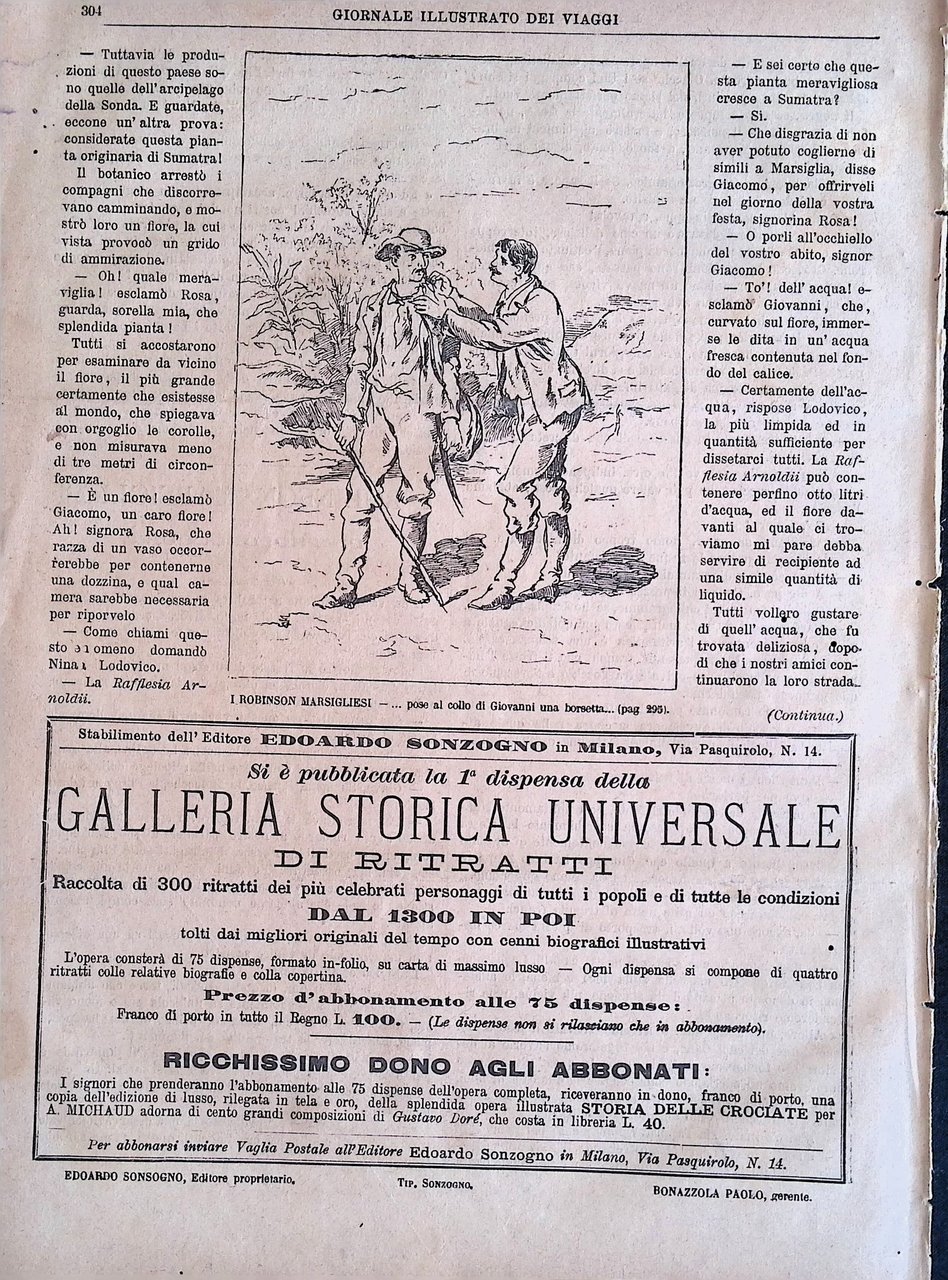 304
GIORNALE ILLUSTRATO DEI VIAGGI
— Tuttavia le produ-
zioni di questo paese so-
no quelle dell'arcipelago
della Sonda. E guardate,
eccone un'altra prova:
considerate questa pian-
ta originaria di Sumatra!
Il botanico arrestò i
compagni che discorre-
vano camminando, e mo-
strò loro un fiore, la cui
vista provocò un grido
di ammirazione.
— Oh! quale mera-
viglia! esclamò Rosa,
guarda, sorella mia, che
splendida pianta!
Tutti si accostarono
per esaminare da vicino
il fiore, il più grande
certamente che esistesse
al mondo, che spiegava
con orgoglio le corolle,
e non misurava meno
di tre metri di circon-
ferenza.
— È un fiore! esclamò
Giacomo, un caro fiore!
Ah! signora Rosa, che
razza di un vaso occor-
rerebbe per contenerne
una dozzina, e qual ca-
mera sarebbe necessaria
per riporvelo
— Come chiami que-
sto omeno domandò
Nina a Lodovico.
— La Rafflesia Ar-
noldii.
I ROBINSON MARSIGLIESI — ... pose al collo di Giovanni una borsetta... (pag 295).
— E sei certo che que-
sta pianta meravigliosa
cresce a Sumatra?
— Sì.
— Che disgrazia di non
aver potuto coglierne di
simili a Marsiglia, disse
Giacomo, per offrirveli
nel giorno della vostra
festa, signorina Rosa!
— O porli all'occhiello
del vostro abito, signor
Giacomo!
— To'! dell'acqua! e-
sclamò Giovanni, che,
curvato sul fiore, immer-
se le dita in un'acqua
fresca contenuta nel fon-
do del calice.
— Certamente dell'ac-
qua, rispose Lodovico,
la più limpida ed in
quantità sufficiente per
dissetarci tutti. La Raf-
flesia Arnoldii può con-
tenere perfino otto litri
d'acqua, ed il fiore da-
vanti al quale ci tro-
viamo mi pare debba
servire di recipiente ad
una simile quantità di
liquido.
Tutti vollero gustare
di quell'acqua, che fu
trovata deliziosa, dopo-
di che i nostri amici con-
tinuarono la loro strada.
(Continua.)
Stabilimento dell'Editore EDOARDO SONZOGNO in Milano, Via Pasquirolo, N. 14.
Si è pubblicata la 1ª dispensa della
GALLERIA STORICA UNIVERSALE
DI RITRATTI
Raccolta di 300 ritratti dei più celebrati personaggi di tutti i popoli e di tutte le condizioni
DAL 1300 IN POI
tolti dai migliori originali del tempo con cenni biografici illustrativi
L'opera consterà di 75 dispense, formato in-folio, su carta di massimo lusso — Ogni dispensa si compone di quattro
ritratti colle relative biografie e colla copertina.
Prezzo d'abbonamento alle 75 dispense:
Franco di porto in tutto il Regno L. 100. — (Le dispense non si rilasciano che in abbonamento).
RICCHISSIMO DONO AGLI ABBONATI:
I signori che prenderanno l'abbonamento alle 75 dispense dell'opera completa, riceveranno in dono, franco di porto, una
copia dell'edizione di lusso, rilegata in tela e oro, della splendida opera illustrata STORIA DELLE CROCIATE per
A. MICHAUD adorna di cento grandi composizioni di Gustavo Doré, che costa in libreria L. 40.
Per abbonarsi inviare Vaglia Postale all'Editore Edoardo Sonzogno in Milano, Via Pasquirolo, N. 14.
EDOARDO SONSOGNO, Editore proprietario.
TIP. SONZOGNO.
BONAZZOLA PAOLO, gerente.